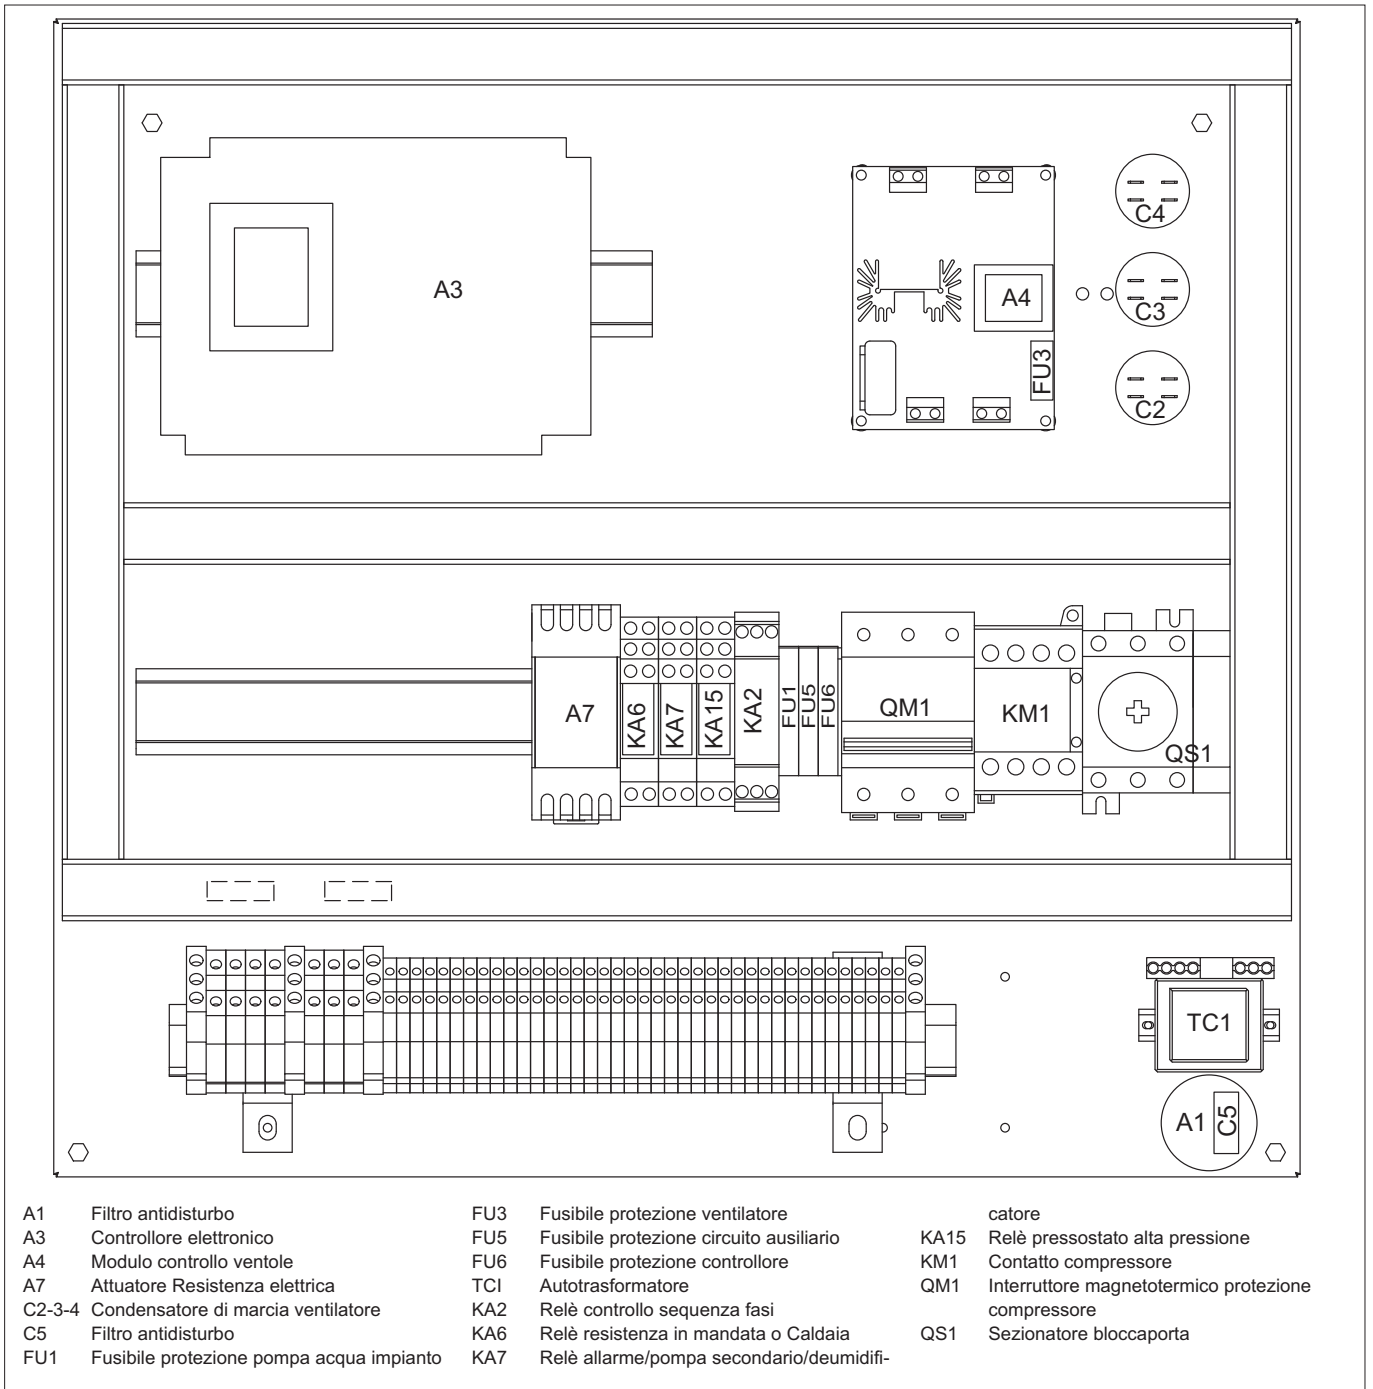 C4
A3
A4
C3
FU3
C2
A7
KA6
KA7
KA15
KA2
FU1
FU5
FU6
QM1
KM1
QS1
TC1
A1
C5
A1 Filtro antidisturbo
A3 Controllore elettronico
A4 Modulo controllo ventole
A7 Attuatore Resistenza elettrica
C2-3-4 Condensatore di marcia ventilatore
C5 Filtro antidisturbo
FU1 Fusibile protezione pompa acqua impianto
FU3 Fusibile protezione ventilatore
FU5 Fusibile protezione circuito ausiliario
FU6 Fusibile protezione controllore
TCI Autotrasformatore
KA2 Relè controllo sequenza fasi
KA6 Relè resistenza in mandata o Caldaia
KA7 Relè allarme/pompa secondario/deumidifi-
catore
KA15 Relè pressostato alta pressione
KM1 Contatto compressore
QM1 Interruttore magnetotermico protezione
compressore
QS1 Sezionatore bloccaporta